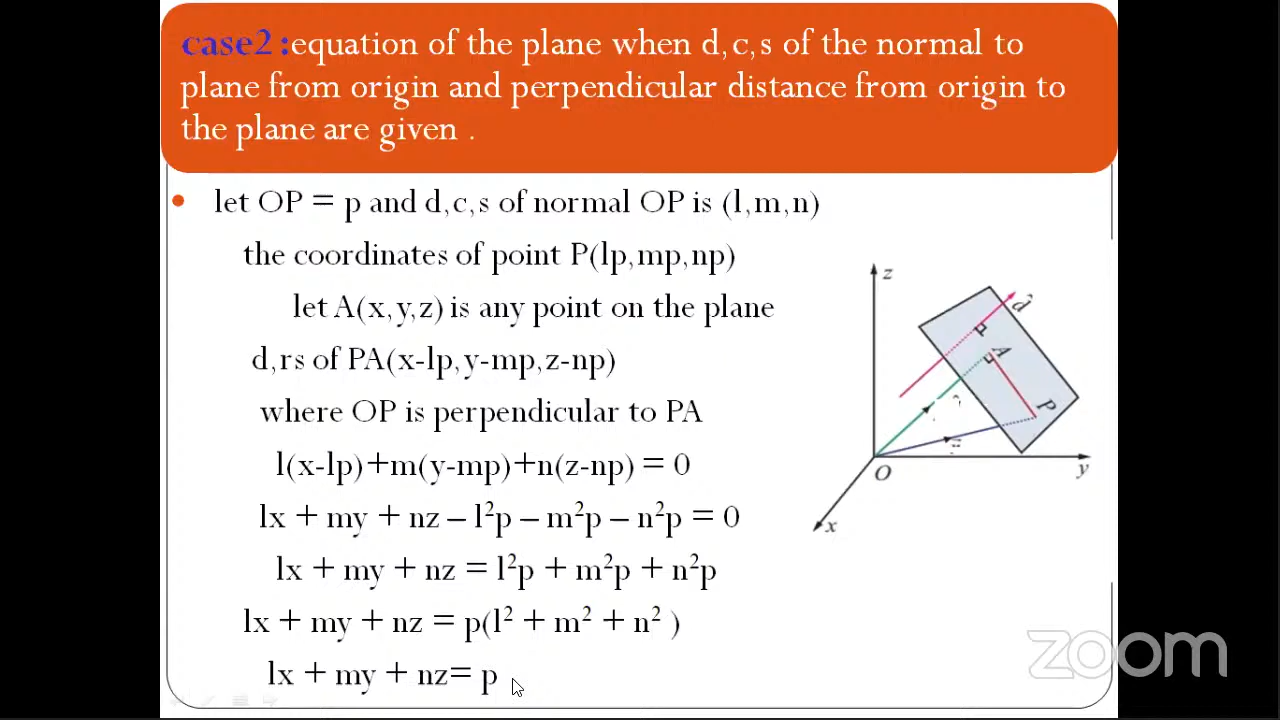 case2 :equation of the plane when d,c,s of the normal to
plane from origin and perpendicular distance from origin to
the plane are given .
• let OP = p and d,c,s of normal OP is (l,m,n)
the coordinates of point P(lp,mp,np)
let A(x,y,z) is any point on the plane
d,rs of PA(x-lp,y-mp,z-np)
where OP is perpendicular to PA
l(x-lp)+m(y-mp)+n(z-np) = 0
lx + my + nz – l²p – m²p – n²p = 0
lx + my + nz = l²p + m²p + n²p
lx + my + nz = p(l² + m² + n² )
lx + my + nz= p
z
d
A
P
O
y
x
zoom